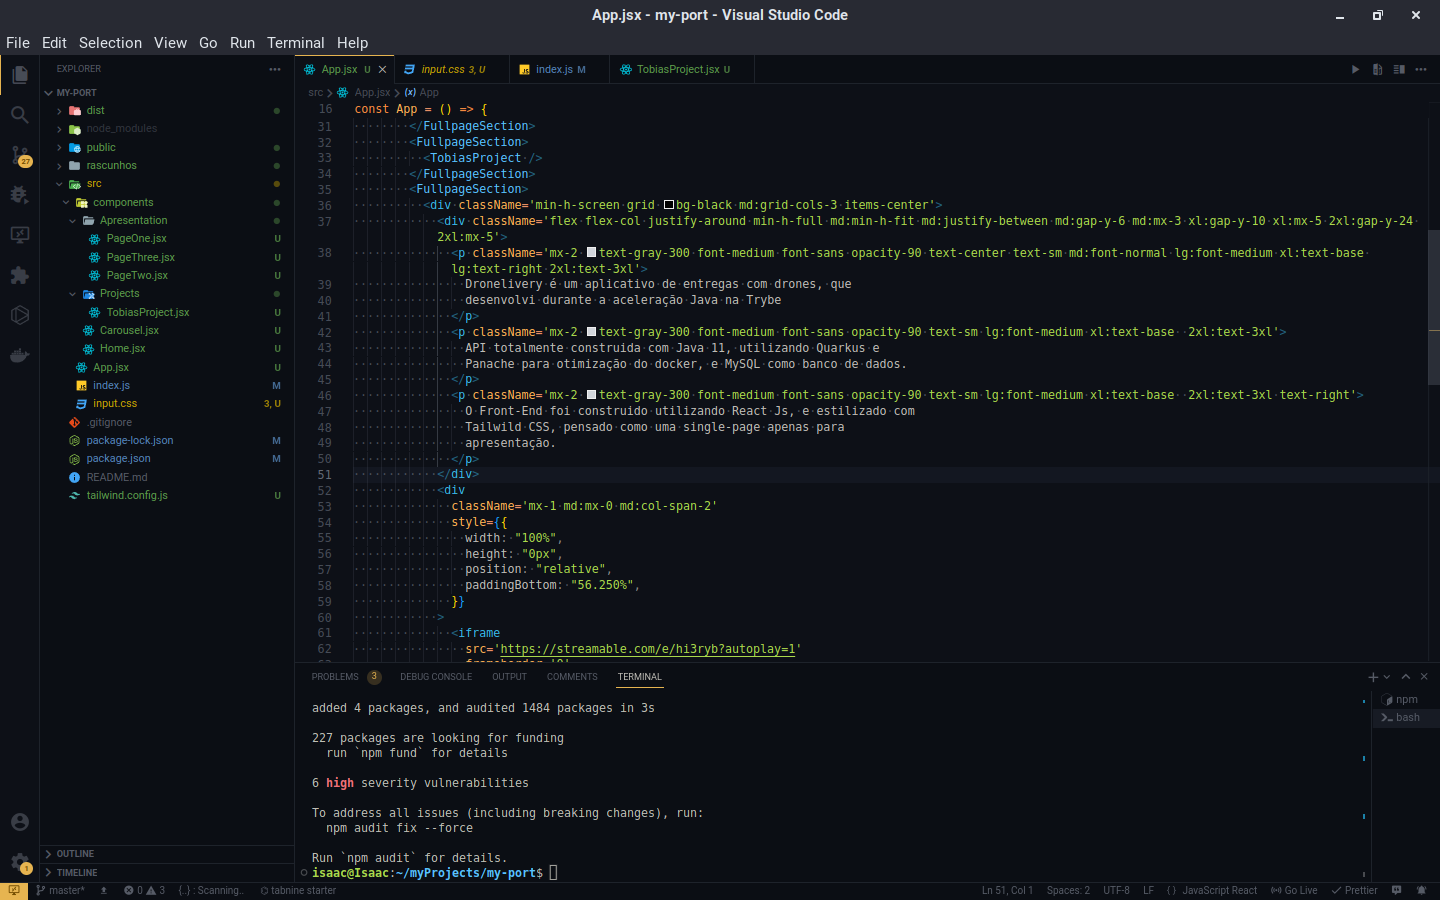 App.jsx - my-port - Visual Studio Code
File Edit Selection View Go Run Terminal Help
EXPLORER
MY-PORT
dist
node_modules
public
rascunhos
src
components
Apresentation
PageOne.jsx U
PageThree.jsx U
PageTwo.jsx U
Projects
TobiasProject.jsx U
Carousel.jsx U
Home.jsx U
App.jsx U
index.js M
input.css 3, U
.gitignore
package-lock.json M
package.json M
README.md
tailwind.config.js U
OUTLINE
TIMELINE
27
1
App.jsx U
input.css 3, U
index.js M
TobiasProject.jsx U
src > App.jsx > App
16 const App = () => {
31 </FullpageSection>
32 <FullpageSection>
33 <TobiasProject />
34 </FullpageSection>
35 <FullpageSection>
36 <div className='min-h-screen grid bg-black md:grid-cols-3 items-center'>
37 <div className='flex flex-col justify-around min-h-full md:min-h-fit md:justify-between md:gap-y-6 md:mx-3 xl:gap-y-10 xl:mx-5 2xl:gap-y-24
2xl:mx-5'>
38 <p className='mx-2 text-gray-300 font-medium font-sans opacity-90 text-center text-sm md:font-normal lg:font-medium xl:text-base
lg:text-right 2xl:text-3xl'>
39 Dronelivery é um aplicativo de entregas com drones, que
40 desenvolvi durante a aceleração Java na Trybe
41 </p>
42 <p className='mx-2 text-gray-300 font-medium font-sans opacity-90 text-sm lg:font-medium xl:text-base  2xl:text-3xl'>
43 API totalmente construida com Java 11, utilizando Quarkus e
44 Panache para otimização do docker, e MySQL como banco de dados.
45 </p>
46 <p className='mx-2 text-gray-300 font-medium font-sans opacity-90 text-sm lg:font-medium xl:text-base  2xl:text-3xl text-right'>
47 O Front-End foi construido utilizando React Js, e estilizado com
48 Tailwild CSS, pensado como uma single-page apenas para
49 apresentação.
50 </p>
51 </div>
52 <div
53 className='mx-1 md:mx-0 md:col-span-2'
54 style={{
55 width: "100%",
56 height: "0px",
57 position: "relative",
58 paddingBottom: "56.250%",
59 }}
60 >
61 <iframe
62 src='https://streamable.com/e/hi3ryb?autoplay=1'
PROBLEMS 3 DEBUG CONSOLE OUTPUT COMMENTS TERMINAL
npm
bash
added 4 packages, and audited 1484 packages in 3s
227 packages are looking for funding
run `npm fund` for details
6 high severity vulnerabilities
To address all issues (including breaking changes), run:
npm audit fix --force
Run `npm audit` for details.
isaac@Isaac:~/myProjects/my-port$
master* 0 3 {..} : Scanning.. tabnine starter Ln 51, Col 1 Spaces: 2 UTF-8 LF { } JavaScript React Go Live Prettier